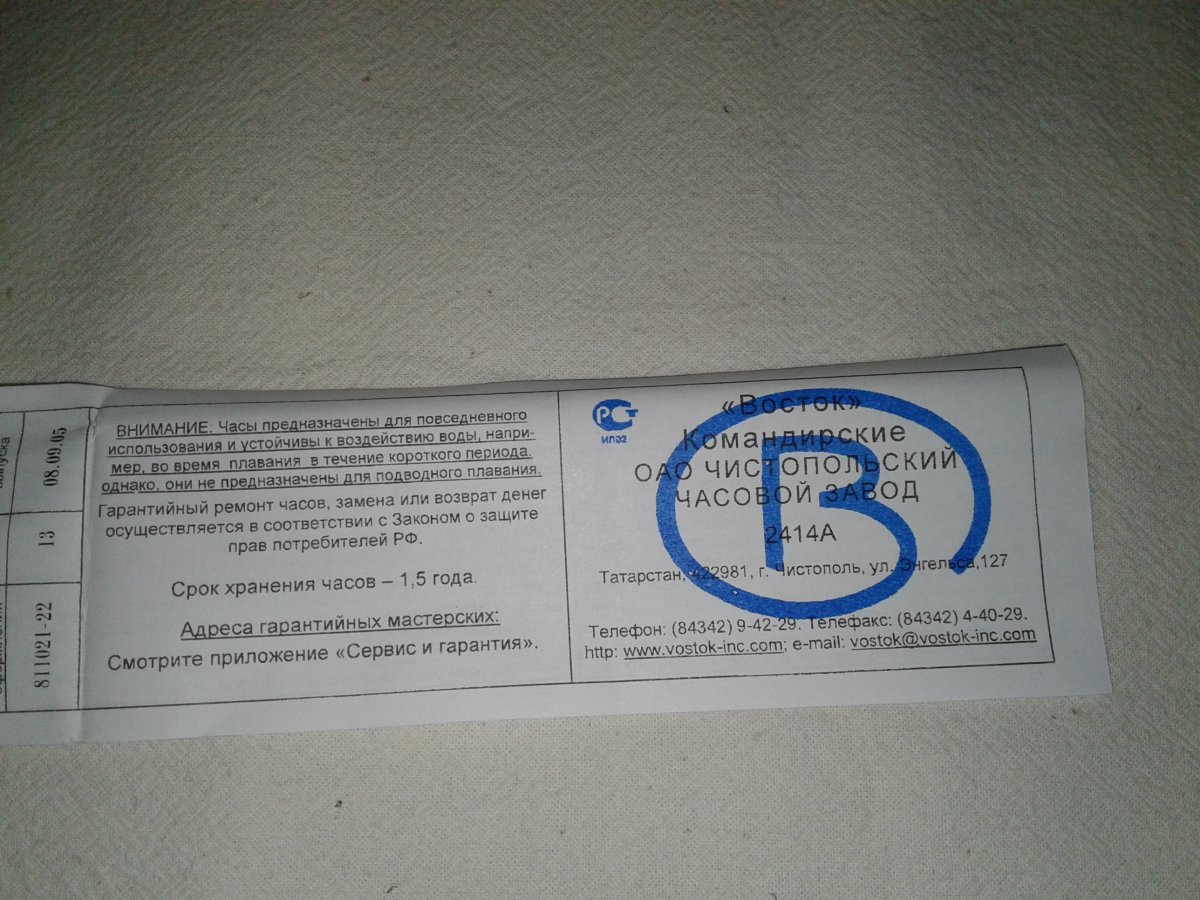 выпуска
08.09.05
13
811021-22
ВНИМАНИЕ: Часы предназначены для повседневного
использования и устойчивы к воздействию воды, напри-
мер, во время плавания в течение короткого периода,
однако, они не предназначены для подводного плавания.
Гарантийный ремонт часов, замена или возврат денег
осуществляется в соответствии с Законом о защите
прав потребителей РФ.
Срок хранения часов – 1,5 года.
Адреса гарантийных мастерских:
Смотрите приложение «Сервис и гарантия».
РСТ
ИП02
«Восток»
Командирские
ОАО ЧИСТОПОЛЬСКИЙ
ЧАСОВОЙ ЗАВОД
2414А
Татарстан, 422981, г. Чистополь, ул. Энгельса,127
Телефон: (84342) 9-42-29. Телефакс: (84342) 4-40-29.
http: www.vostok-inc.com; e-mail: vostok@vostok-inc.com
В